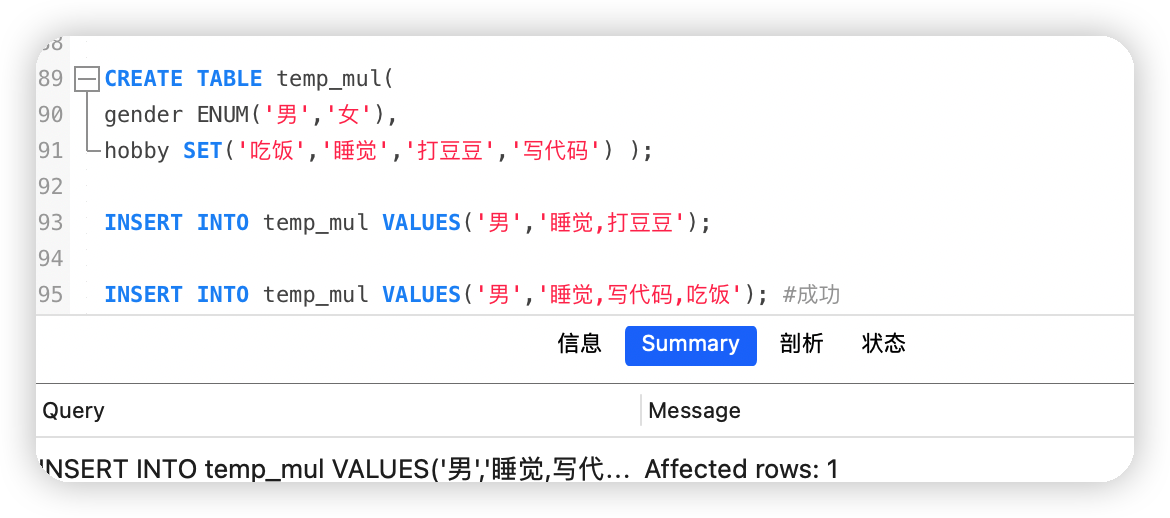 88
89 CREATE TABLE temp_mul(
90 gender ENUM('男','女'),
91 hobby SET('吃饭','睡觉','打豆豆','写代码') );
92
93 INSERT INTO temp_mul VALUES('男','睡觉,打豆豆');
94
95 INSERT INTO temp_mul VALUES('男','睡觉,写代码,吃饭'); #成功
信息 Summary 剖析 状态
Query Message
INSERT INTO temp_mul VALUES('男','睡觉,写代... Affected rows: 1